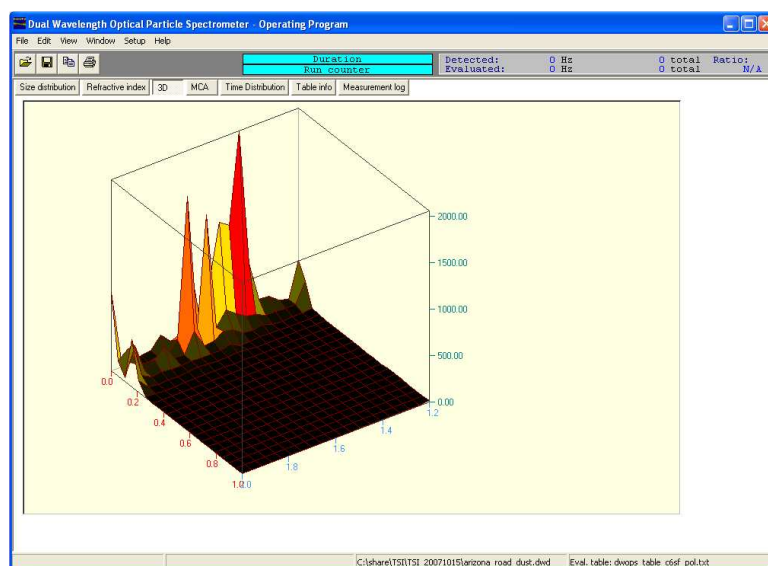 Dual Wavelength Optical Particle Spectrometer - Operating Program
File Edit View Window Setup Help
Duration
Run counter
Detected: 0 Hz 0 total Ratio:
Evaluated: 0 Hz 0 total N/A
Size distribution Refractive index 3D MCA Time Distribution Table info Measurement log
2000.00
1500.00
1000.00
500.00
0.00
0.0
0.2
0.4
0.6
0.8
1.0
2.0
1.8
1.6
1.4
1.2
C:\share\TSI\TSI_20071015\arizona_road_dust.dwd Eval. table: dwops_table_c6sf_pol.txt